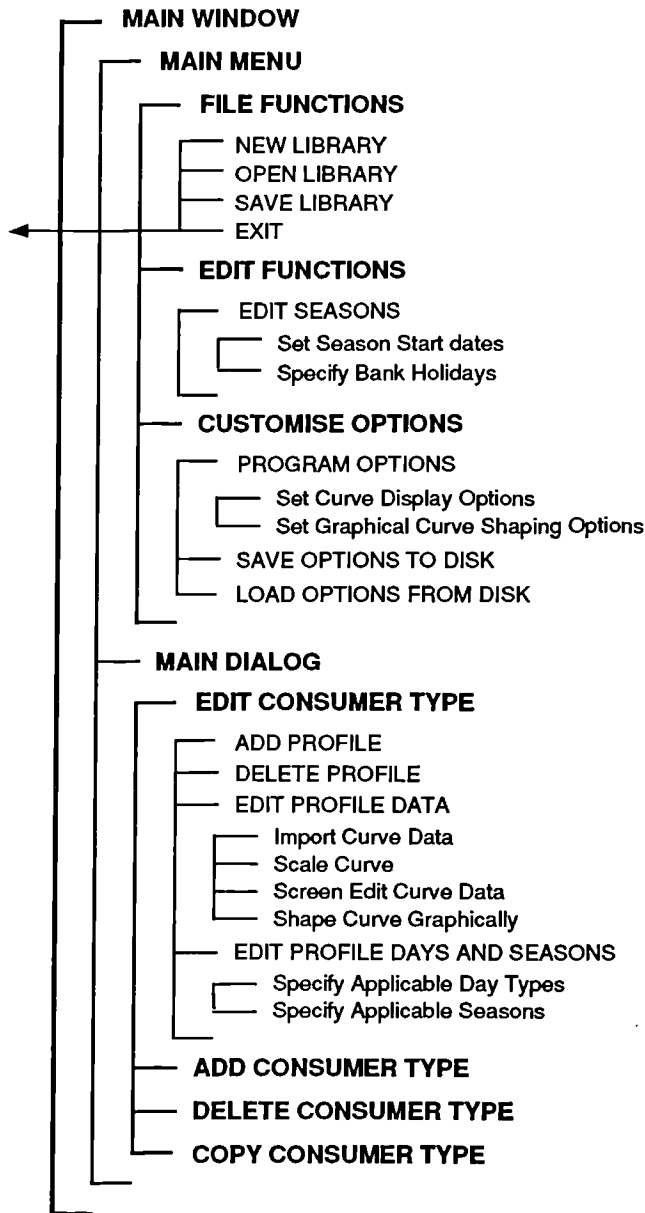 MAIN WINDOW
MAIN MENU
FILE FUNCTIONS
NEW LIBRARY
OPEN LIBRARY
SAVE LIBRARY
EXIT
EDIT FUNCTIONS
EDIT SEASONS
Set Season Start dates
Specify Bank Holidays
CUSTOMISE OPTIONS
PROGRAM OPTIONS
Set Curve Display Options
Set Graphical Curve Shaping Options
SAVE OPTIONS TO DISK
LOAD OPTIONS FROM DISK
MAIN DIALOG
EDIT CONSUMER TYPE
ADD PROFILE
DELETE PROFILE
EDIT PROFILE DATA
Import Curve Data
Scale Curve
Screen Edit Curve Data
Shape Curve Graphically
EDIT PROFILE DAYS AND SEASONS
Specify Applicable Day Types
Specify Applicable Seasons
ADD CONSUMER TYPE
DELETE CONSUMER TYPE
COPY CONSUMER TYPE